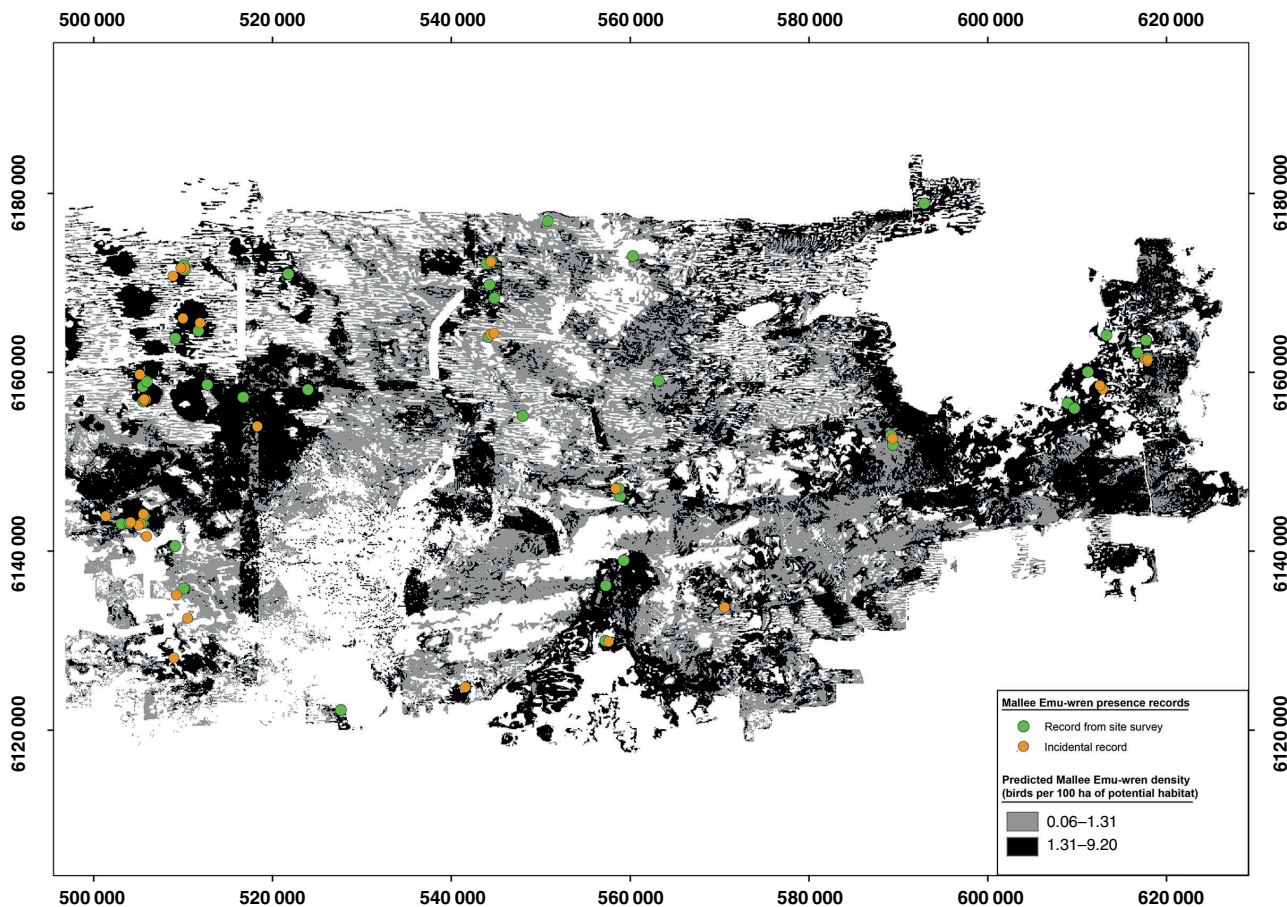 500 000 520 000 540 000 560 000 580 000 600 000 620 000
6180 000 6180 000
6160 000 6160 000
6140 000 6140 000
6120 000 6120 000
Mallee Emu-wren presence records
Record from site survey
Incidental record
Predicted Mallee Emu-wren density
(birds per 100 ha of potential habitat)
0.06–1.31
1.31–9.20
500 000 520 000 540 000 560 000 580 000 600 000 620 000